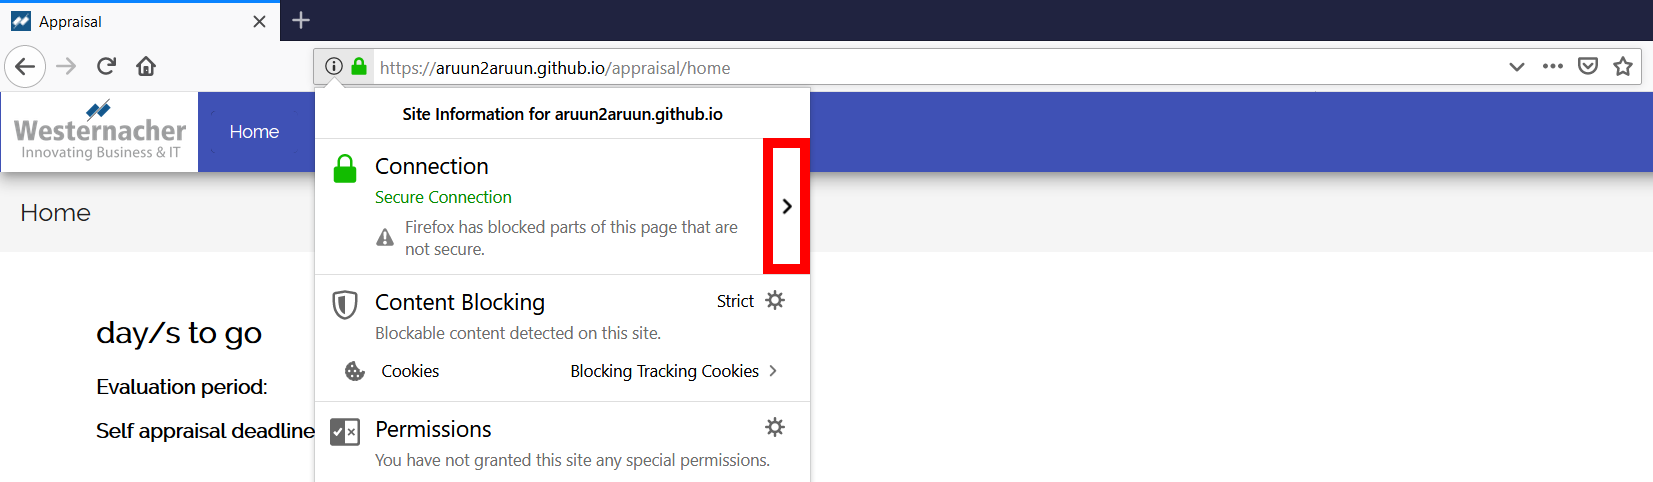 Appraisal
https://aruun2aruun.github.io/appraisal/home
Westernacher
Innovating Business & IT
Home
Home
day/s to go
Evaluation period:
Self appraisal deadline
Site Information for aruun2aruun.github.io
Connection
Secure Connection
Firefox has blocked parts of this page that are
not secure.
Content Blocking Strict
Blockable content detected on this site.
Cookies Blocking Tracking Cookies
Permissions
You have not granted this site any special permissions.